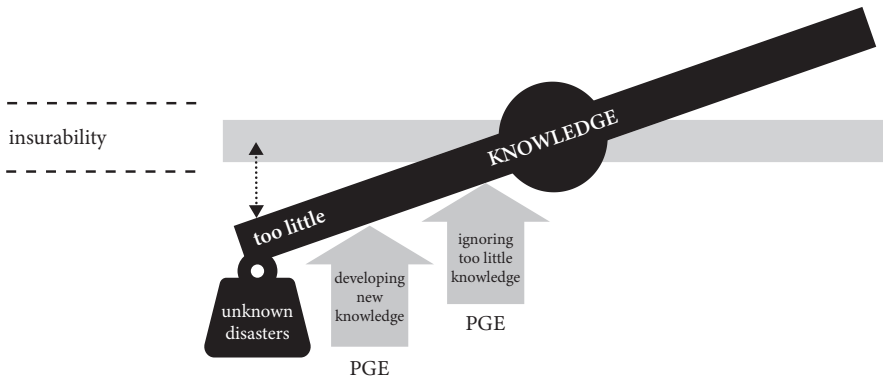 insurability
KNOWLEDGE
too little
unknown
disasters
developing
new
knowledge
PGE
ignoring
too little
knowledge
PGE